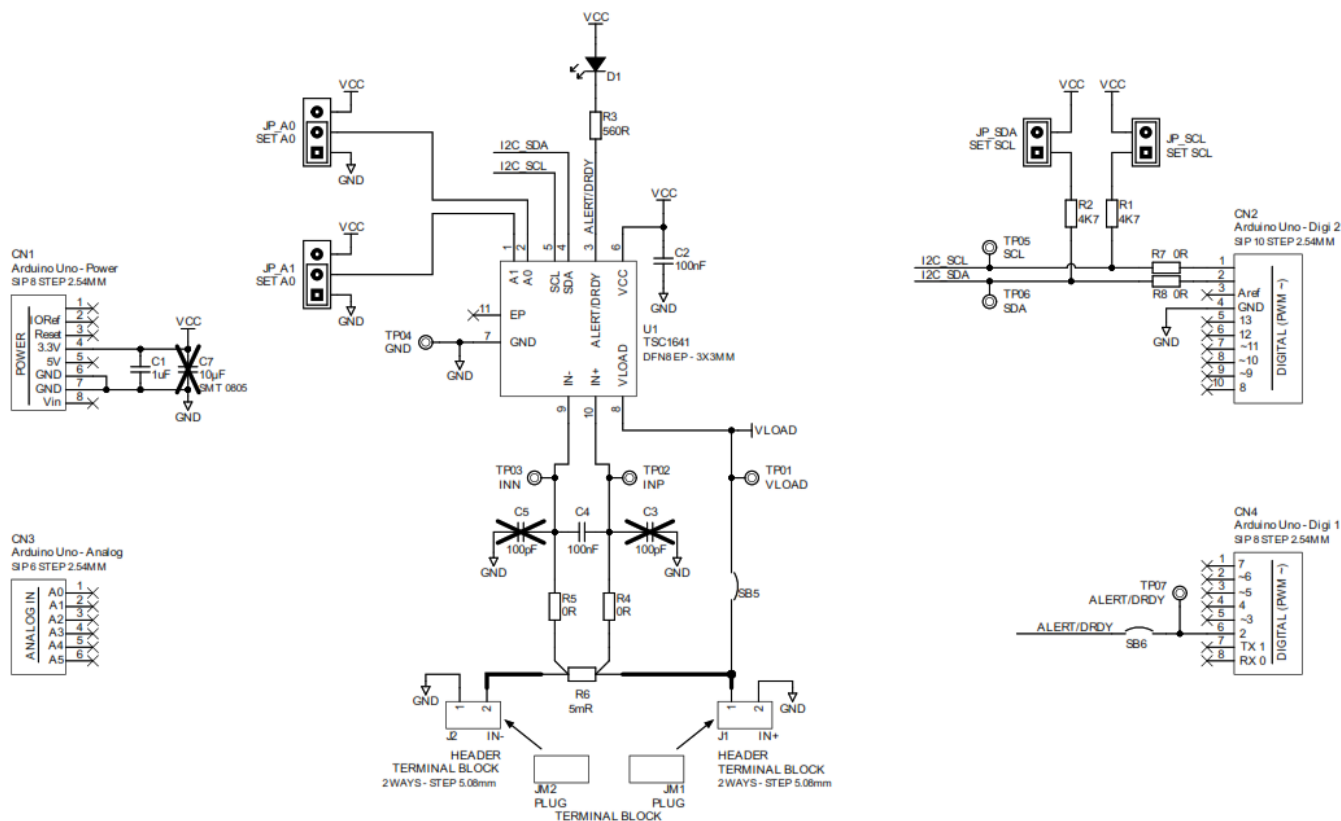 VCC
D1
R3
560R
VCC
JP_A0
SET A0
GND
I2C_SDA
I2C_SCL
ALERT/DRDY
VCC
C2
100nF
GND
VCC
JP_A1
SET A0
GND
1
2
5
4
3
6
A1
A0
SCL
SDA
ALERT/DRDY
VCC
11
EP
7
GND
TP04
GND
GND
U1
TSC1641
DFN8 EP - 3X3MM
IN-
IN+
VLOAD
9
10
8
VLOAD
TP03
INN
TP02
INP
TP01
VLOAD
C5
100pF
C4
100nF
C3
100pF
GND
GND
R5
0R
R4
0R
SB5
R6
5mR
GND
1
2
J2
IN-
1
2
J1
IN+
GND
HEADER
TERMINAL BLOCK
2 WAYS - STEP 5.08mm
HEADER
TERMINAL BLOCK
2 WAYS - STEP 5.08mm
JM2
PLUG
JM1
PLUG
TERMINAL BLOCK
CN1
Arduino Uno - Power
SIP 8 STEP 2.54MM
POWER
1
IORef 2
Reset 3
3.3V 4
5V 5
GND 6
GND 7
Vin 8
VCC
C1
1uF
C7
10µF
SMT 0805
GND
CN3
Arduino Uno - Analog
SIP 6 STEP 2.54MM
ANALOG IN
A0 1
A1 2
A2 3
A3 4
A4 5
A5 6
VCC
VCC
JP_SDA
SET SCL
JP_SCL
SET SCL
R2
4K7
R1
4K7
TP05
SCL
I2C_SCL
I2C_SDA
TP06
SDA
R7 0R
R8 0R
GND
CN2
Arduino Uno - Digi 2
SIP 10 STEP 2.54MM
1
2
3 Aref
4 GND
5 13
6 12
7 ~11
8 ~10
9 ~9
10 8
DIGITAL (PWM ~)
CN4
Arduino Uno - Digi 1
SIP 8 STEP 2.54MM
1 7
2 ~6
3 ~5
4 4
5 ~3
6 2
7 TX 1
8 RX 0
DIGITAL (PWM ~)
TP07
ALERT/DRDY
ALERT/DRDY
SB6